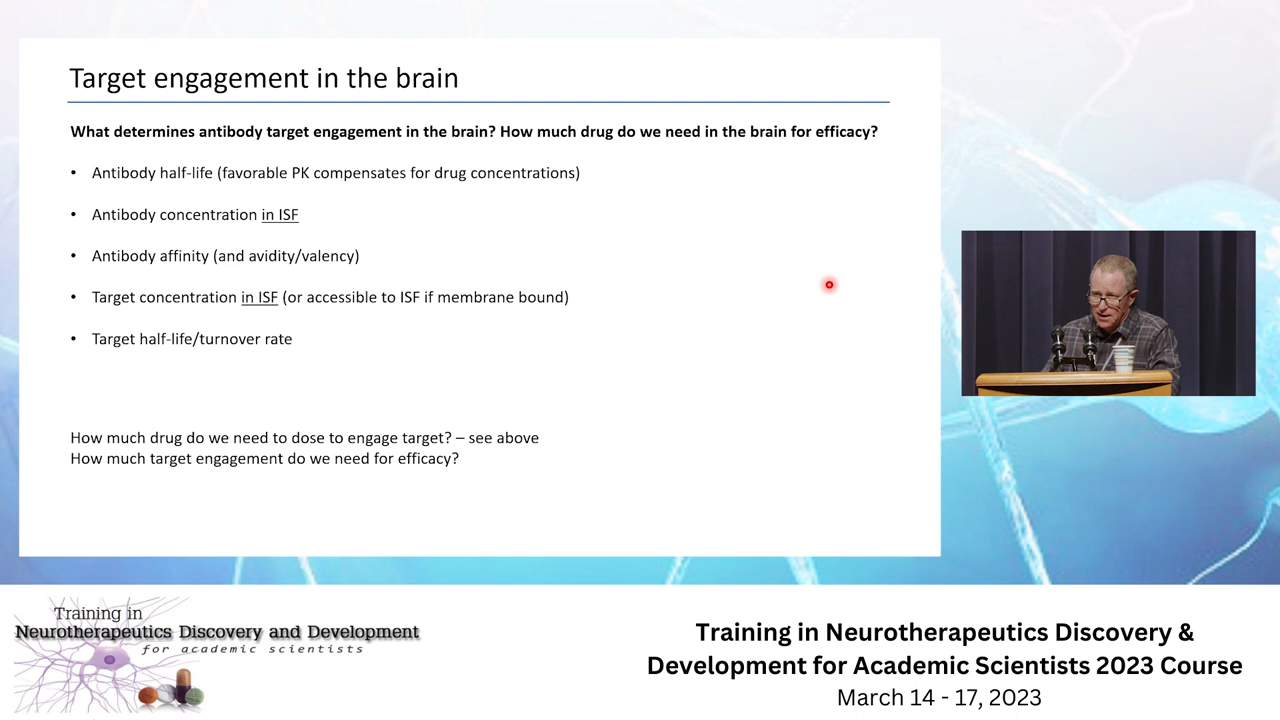 Target engagement in the brain
What determines antibody target engagement in the brain? How much drug do we need in the brain for efficacy?
• Antibody half-life (favorable PK compensates for drug concentrations)
• Antibody concentration in ISF
• Antibody affinity (and avidity/valency)
• Target concentration in ISF (or accessible to ISF if membrane bound)
• Target half-life/turnover rate
How much drug do we need to dose to engage target? – see above
How much target engagement do we need for efficacy?
Training in
Neurotherapeutics Discovery and Development
for academic scientists
Training in Neurotherapeutics Discovery &
Development for Academic Scientists 2023 Course
March 14 - 17, 2023